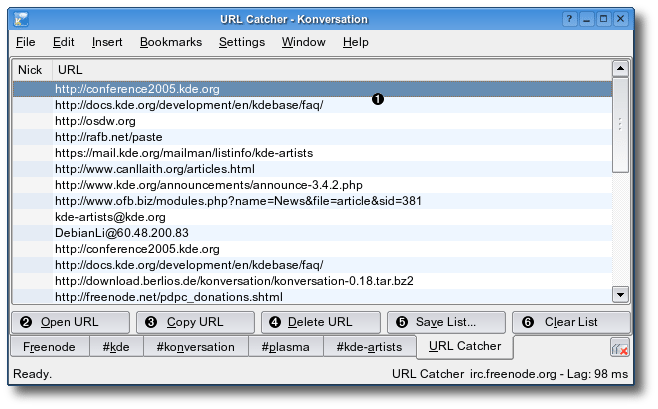 URL Catcher - Konversation
File Edit Insert Bookmarks Settings Window Help
Nick URL
http://conference2005.kde.org
1
http://docs.kde.org/development/en/kdebase/faq/
http://osdw.org
http://rafb.net/paste
https://mail.kde.org/mailman/listinfo/kde-artists
http://www.canllaith.org/articles.html
http://www.kde.org/announcements/announce-3.4.2.php
http://www.ofb.biz/modules.php?name=News&file=article&sid=381
kde-artists@kde.org
DebianLi@60.48.200.83
http://conference2005.kde.org
http://docs.kde.org/development/en/kdebase/faq/
http://download.berlios.de/konversation/konversation-0.18.tar.bz2
http://freenode.net/pdpc_donations.shtml
2 Open URL 3 Copy URL 4 Delete URL 5 Save List... 6 Clear List
Freenode #kde #konversation #plasma #kde-artists URL Catcher
Ready. URL Catcher irc.freenode.org - Lag: 98 ms